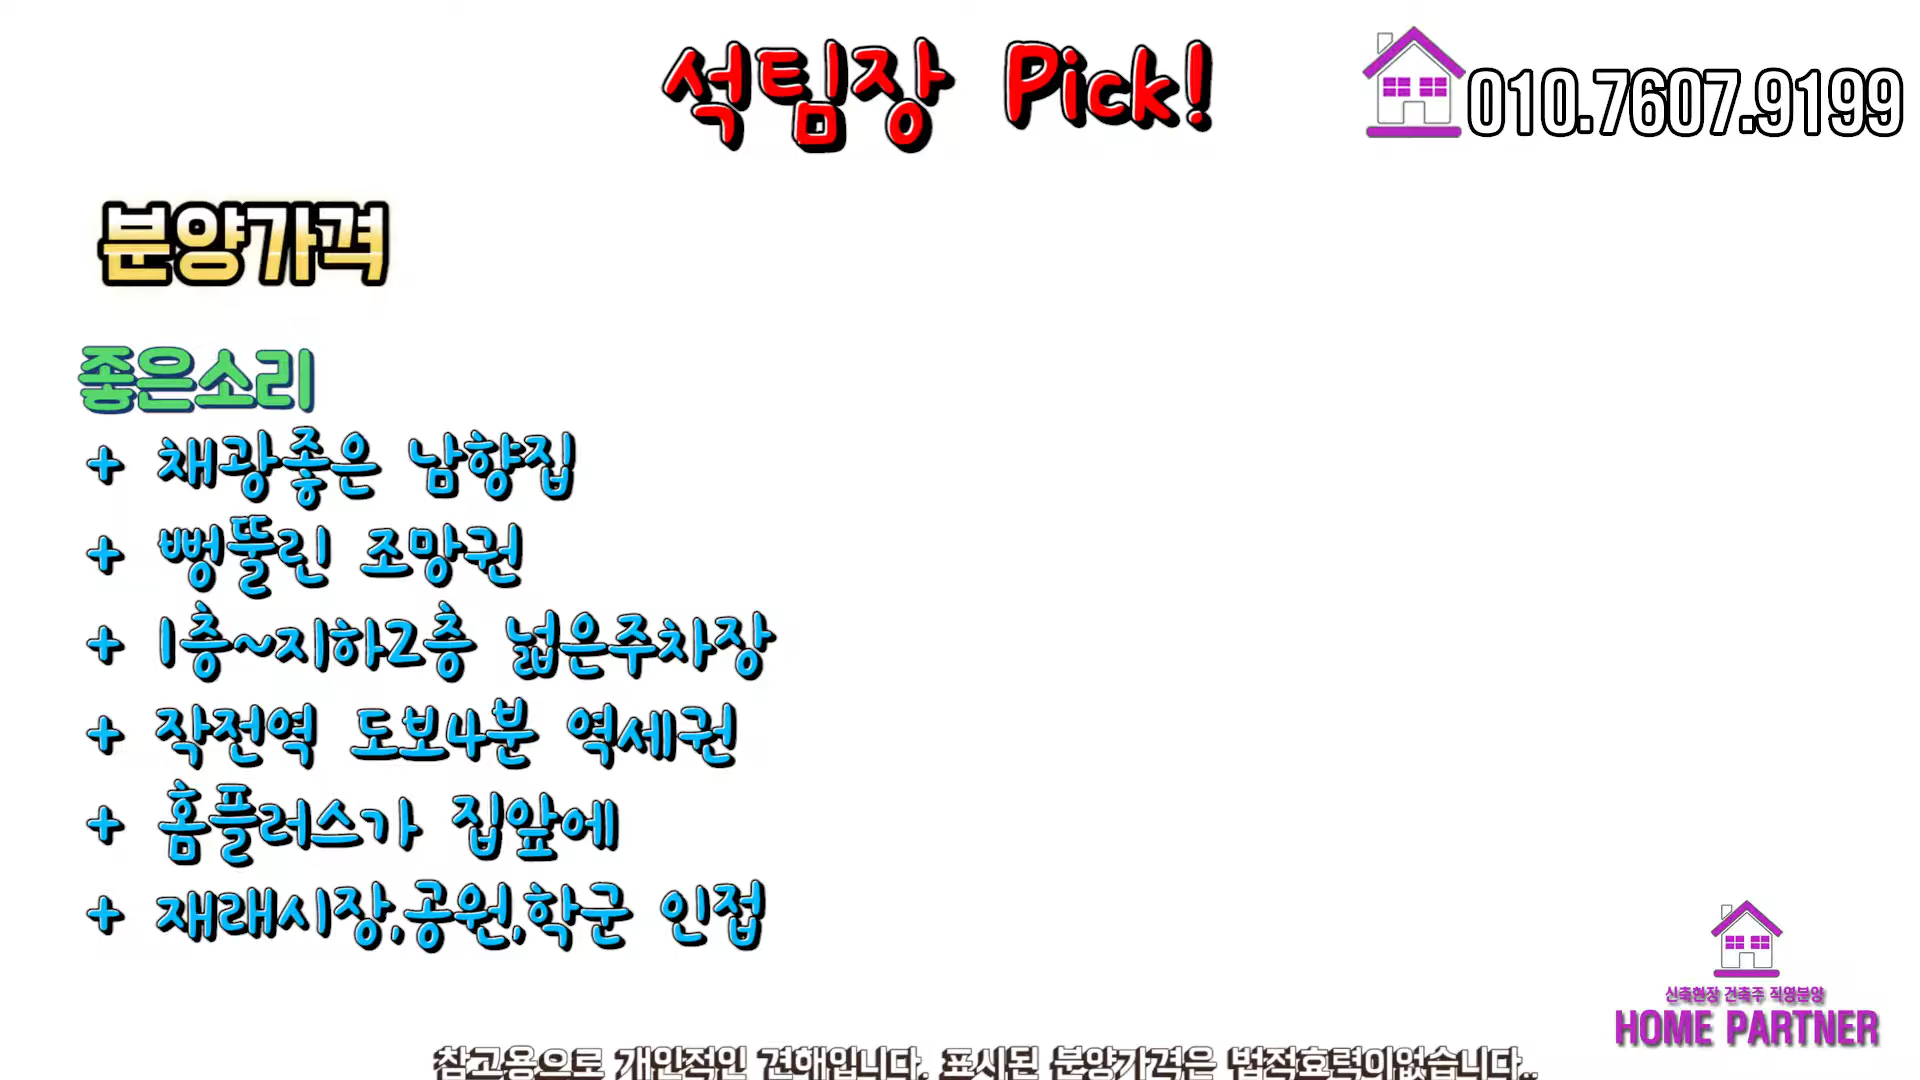 석팀장 Pick!
010.7607.9199
분양가격
좋은소리
+ 채광좋은 남향집
+ 뻥뚤린 조망권
+ 1층~지하2층 넓은주차장
+ 작전역 도보4분 역세권
+ 홈플러스가 집앞에
+ 재래시장,공원,학군 인접
신축현장 건축주 직영분양
HOME PARTNER
참고용으로 개인적인 견해입니다. 표시된 분양가격은 법적효력이없습니다..